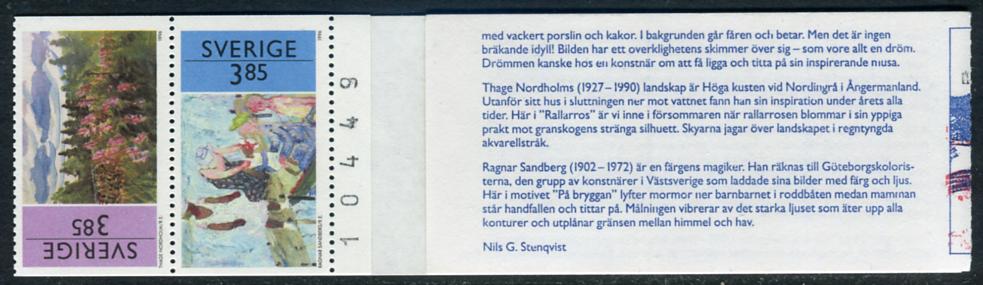 1996
3.85
SVERIGE
THAGE NORDHOLM/R.E.
SVERIGE
3.85
1996
RAGNAR SANDBERG/R.E.
110449
med vackert porslin och kakor. I bakgrunden går fåren och betar. Men det är ingen
bräkande idyll! Bilden har ett overklighetens skimmer över sig – som vore allt en dröm.
Drömmen kanske hos en konstnär om att få ligga och titta på sin inspirerande musa.
Thage Nordholms (1927–1990) landskap är Höga kusten vid Nordingrå i Ångermanland.
Utanför sitt hus i sluttningen ner mot vattnet fann han sin inspiration under årets alla
tider. Här i "Rallarros" är vi inne i försommaren när rallarrosen blommar i sin yppiga
prakt mot granskogens stränga silhuett. Skyarna jagar över landskapet i regntyngda
akvarellstråk.
Ragnar Sandberg (1902–1972) är en färgens magiker. Han räknas till Göteborgskoloris-
terna, den grupp av konstnärer i Västsverige som laddade sina bilder med färg och ljus.
Här i motivet "På bryggan" lyfter mormor ner barnbarnet i roddbåten medan mamman
står handfallen och tittar på. Målningen vibrerar av det starka ljuset som äter upp alla
konturer och utplånar gränsen mellan himmel och hav.
Nils G. Stenqvist